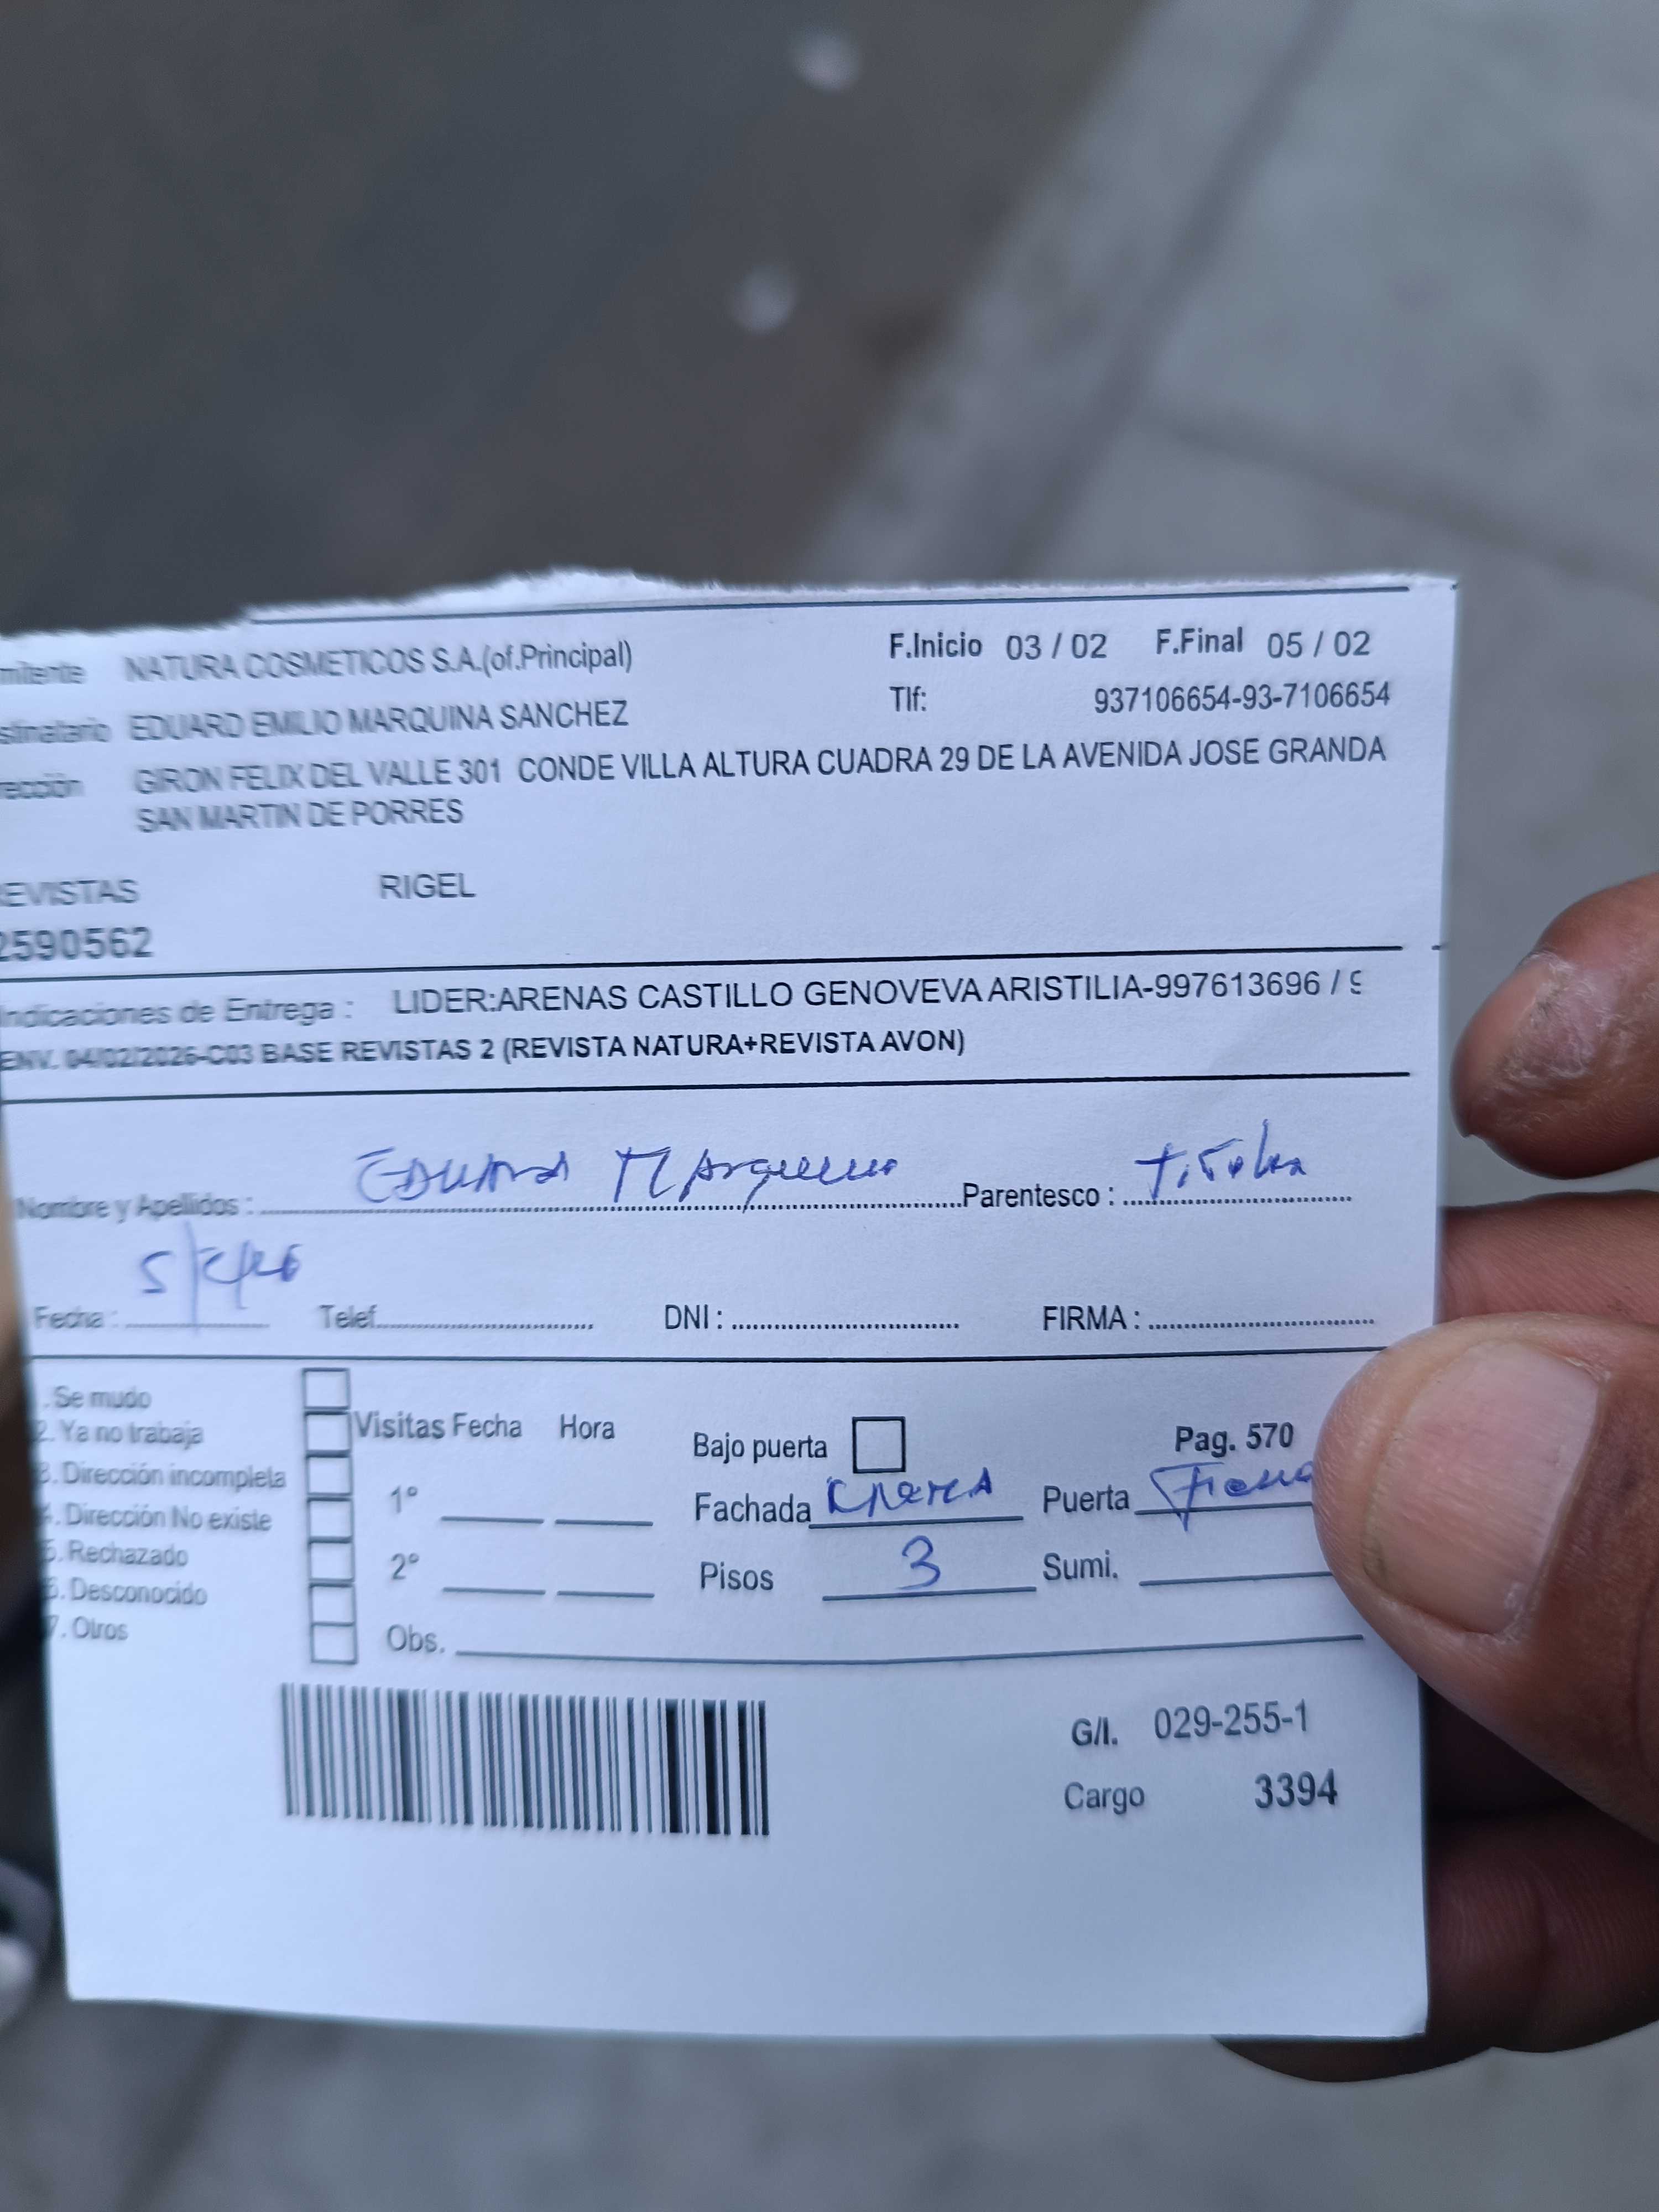 mitente NATURA COSMETICOS S.A.(of.Principal) F.Inicio 03 / 02 F.Final 05 / 02
stinatario EDUARD EMILIO MARQUINA SANCHEZ Tlf: 937106654-93-7106654
rección GIRON FELIX DEL VALLE 301 CONDE VILLA ALTURA CUADRA 29 DE LA AVENIDA JOSE GRANDA
SAN MARTIN DE PORRES
REVISTAS RIGEL
2590562
Indicaciones de Entrega : LIDER:ARENAS CASTILLO GENOVEVA ARISTILIA-997613696 / 9
ENV. 04/02/2026-C03 BASE REVISTAS 2 (REVISTA NATURA+REVISTA AVON)
Nombre y Apellidos : Eduard Marquina Parentesco : Titular
Fecha : 5/2/26 Telef. DNI : FIRMA :
. Se mudo
2. Ya no trabaja Visitas Fecha Hora Bajo puerta Pag. 570
3. Dirección incompleta 1° Fachada Puerta
4. Dirección No existe
5. Rechazado 2° Pisos 3 Sumi.
6. Desconocido
7. Otros Obs.
G/I. 029-255-1
Cargo 3394